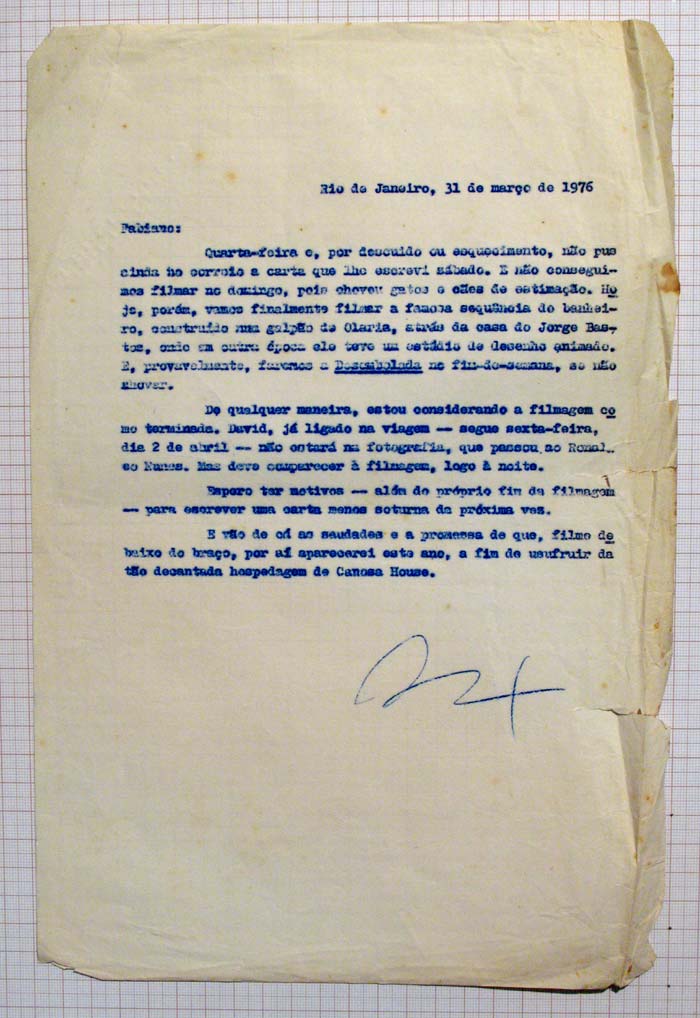 Rio de Janeiro, 31 de março de 1976
Fabiano:
Quarta-feira e, por descuido ou esquecimento, não pus
ainda no correio a carta que lhe escrevi sábado. E não consegui-
mos filmar no domingo, pois choveu gatos e cães de estimação. Ho
je, porém, vamos finalmente filmar a famosa sequência do banhei-
ro, construído num galpão de Olaria, atrás da casa do Jorge Bas-
tos, onde em outra época ele teve um estúdio de desenho animado.
E, provavelmente, faremos a Desembolada no fim-de-semana, se não
chover.
De qualquer maneira, estou considerando a filmagem co
mo terminada. David, já ligado na viagem -- segue sexta-feira,
dia 2 de abril -- não estará na fotografia, que passou ao Ronal
do Nunes. Mas deve comparecer à filmagem, logo à noite.
Espero ter motivos -- além do próprio fim da filmagem
-- para escrever uma carta menos soturna da próxima vez.
E vão de cá as saudades e a promessa de que, filme de
baixo do braço, por aí aparecerei este ano, a fim de usufruir da
tão decantada hospedagem de Canosa House.